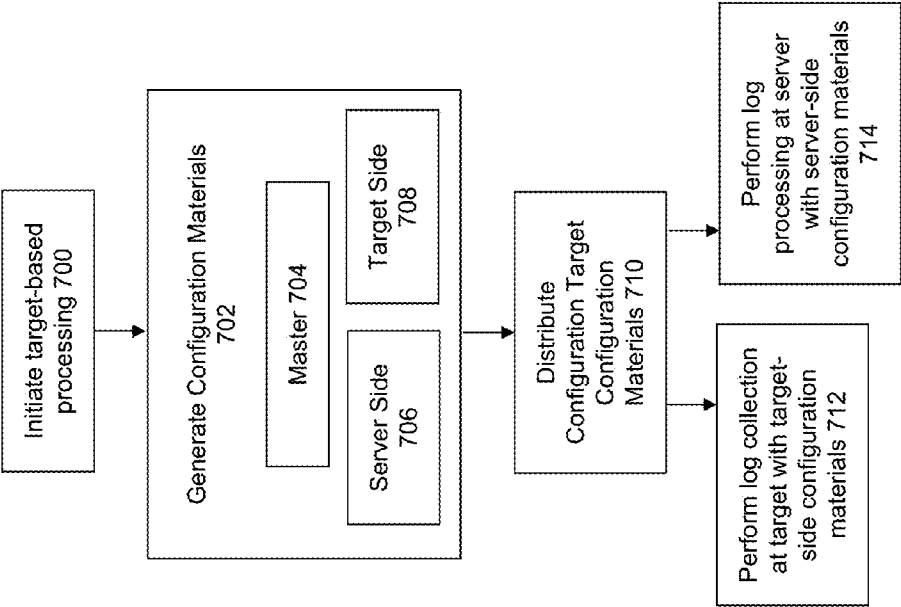 Initiate target-based
processing 700
Generate Configuration Materials
702
Master 704
Server Side
706
Target Side
708
Distribute
Configuration Target
Configuration
Materials 710
Perform log collection
at target with target-
side configuration
materials 712
Perform log
processing at server
with server-side
configuration materials
714